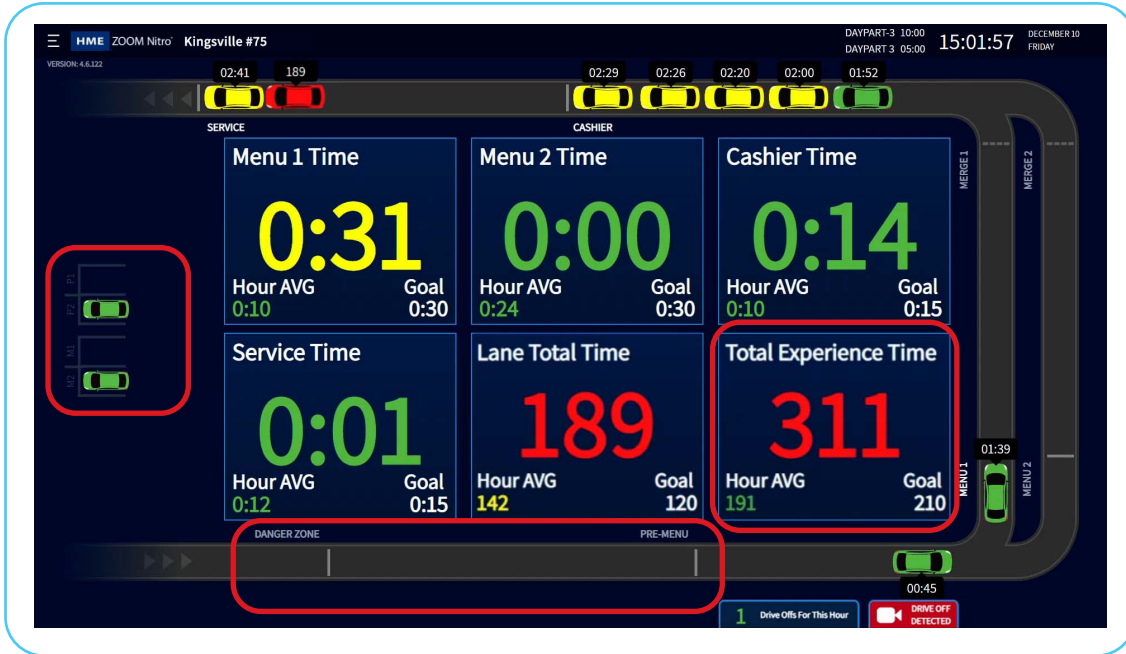 HME ZOOM Nitro® Kingsville #75
DAYPART-3 10:00
DAYPART 3 05:00
15:01:57
DECEMBER 10
FRIDAY
VERSION: 4.6.122
02:41 189 02:29 02:26 02:20 02:00 01:52
SERVICE CASHIER
Menu 1 Time
0:31
Hour AVG Goal
0:10 0:30
Menu 2 Time
0:00
Hour AVG Goal
0:24 0:30
Cashier Time
0:14
Hour AVG Goal
0:10 0:15
MERGE 1
MERGE 2
P1
P2
M1
M2
Service Time
0:01
Hour AVG Goal
0:12 0:15
Lane Total Time
189
Hour AVG Goal
142 120
Total Experience Time
311
Hour AVG Goal
191 210
01:39
MENU 1
MENU 2
DANGER ZONE PRE-MENU
00:45
1 Drive Offs For This Hour
DRIVE OFF
DETECTED